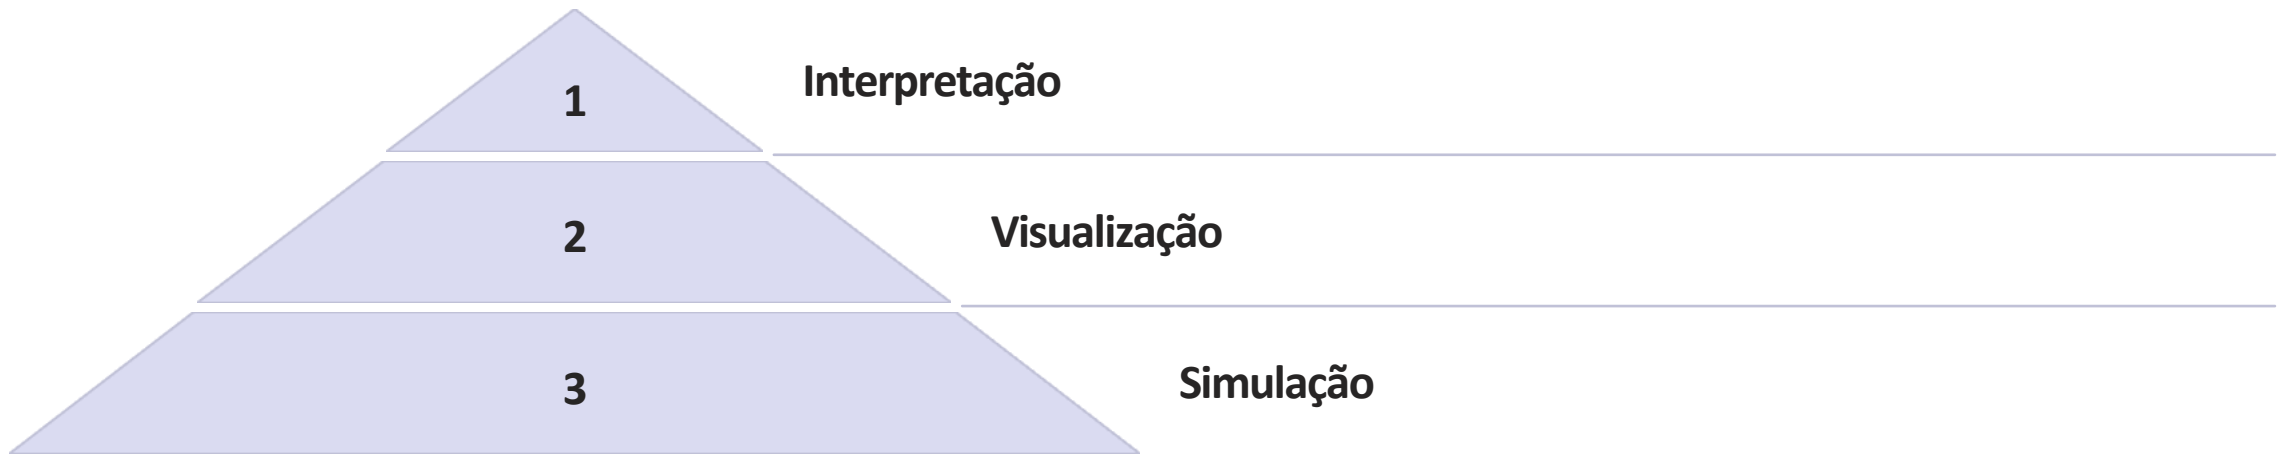 1
Interpretação
2
Visualização
3
Simulação